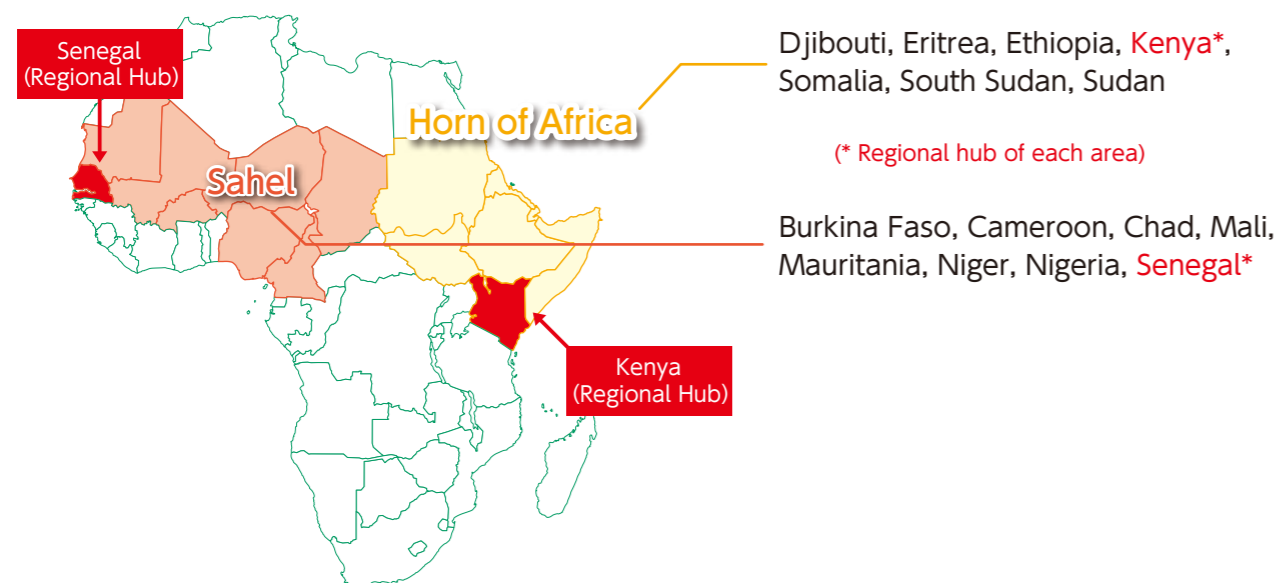 Senegal
(Regional Hub)
Horn of Africa
Sahel
Kenya
(Regional Hub)
Djibouti, Eritrea, Ethiopia, Kenya*,
Somalia, South Sudan, Sudan
(* Regional hub of each area)
Burkina Faso, Cameroon, Chad, Mali,
Mauritania, Niger, Nigeria, Senegal*